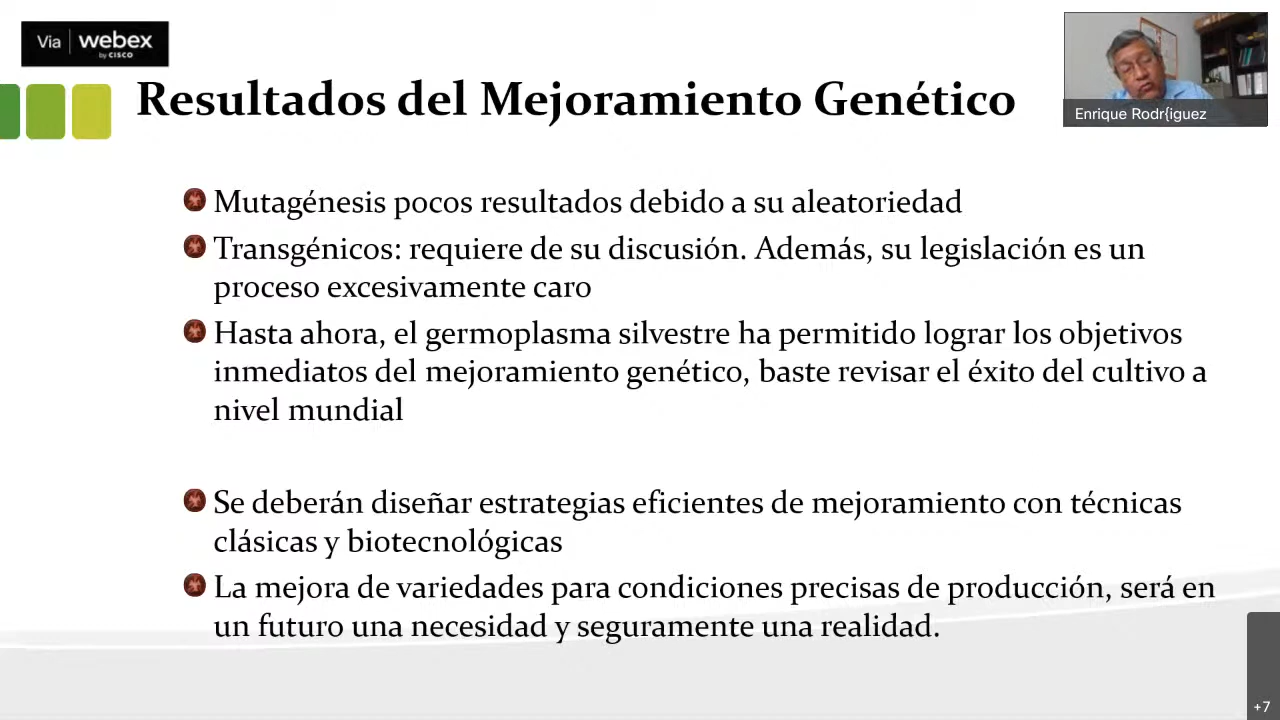 Via webex
by CISCO
Resultados del Mejoramiento Genético
Enrique Rodr{iguez
Mutagénesis pocos resultados debido a su aleatoriedad
Transgénicos: requiere de su discusión. Además, su legislación es un
proceso excesivamente caro
Hasta ahora, el germoplasma silvestre ha permitido lograr los objetivos
inmediatos del mejoramiento genético, baste revisar el éxito del cultivo a
nivel mundial
Se deberán diseñar estrategias eficientes de mejoramiento con técnicas
clásicas y biotecnológicas
La mejora de variedades para condiciones precisas de producción, será en
un futuro una necesidad y seguramente una realidad.
+7